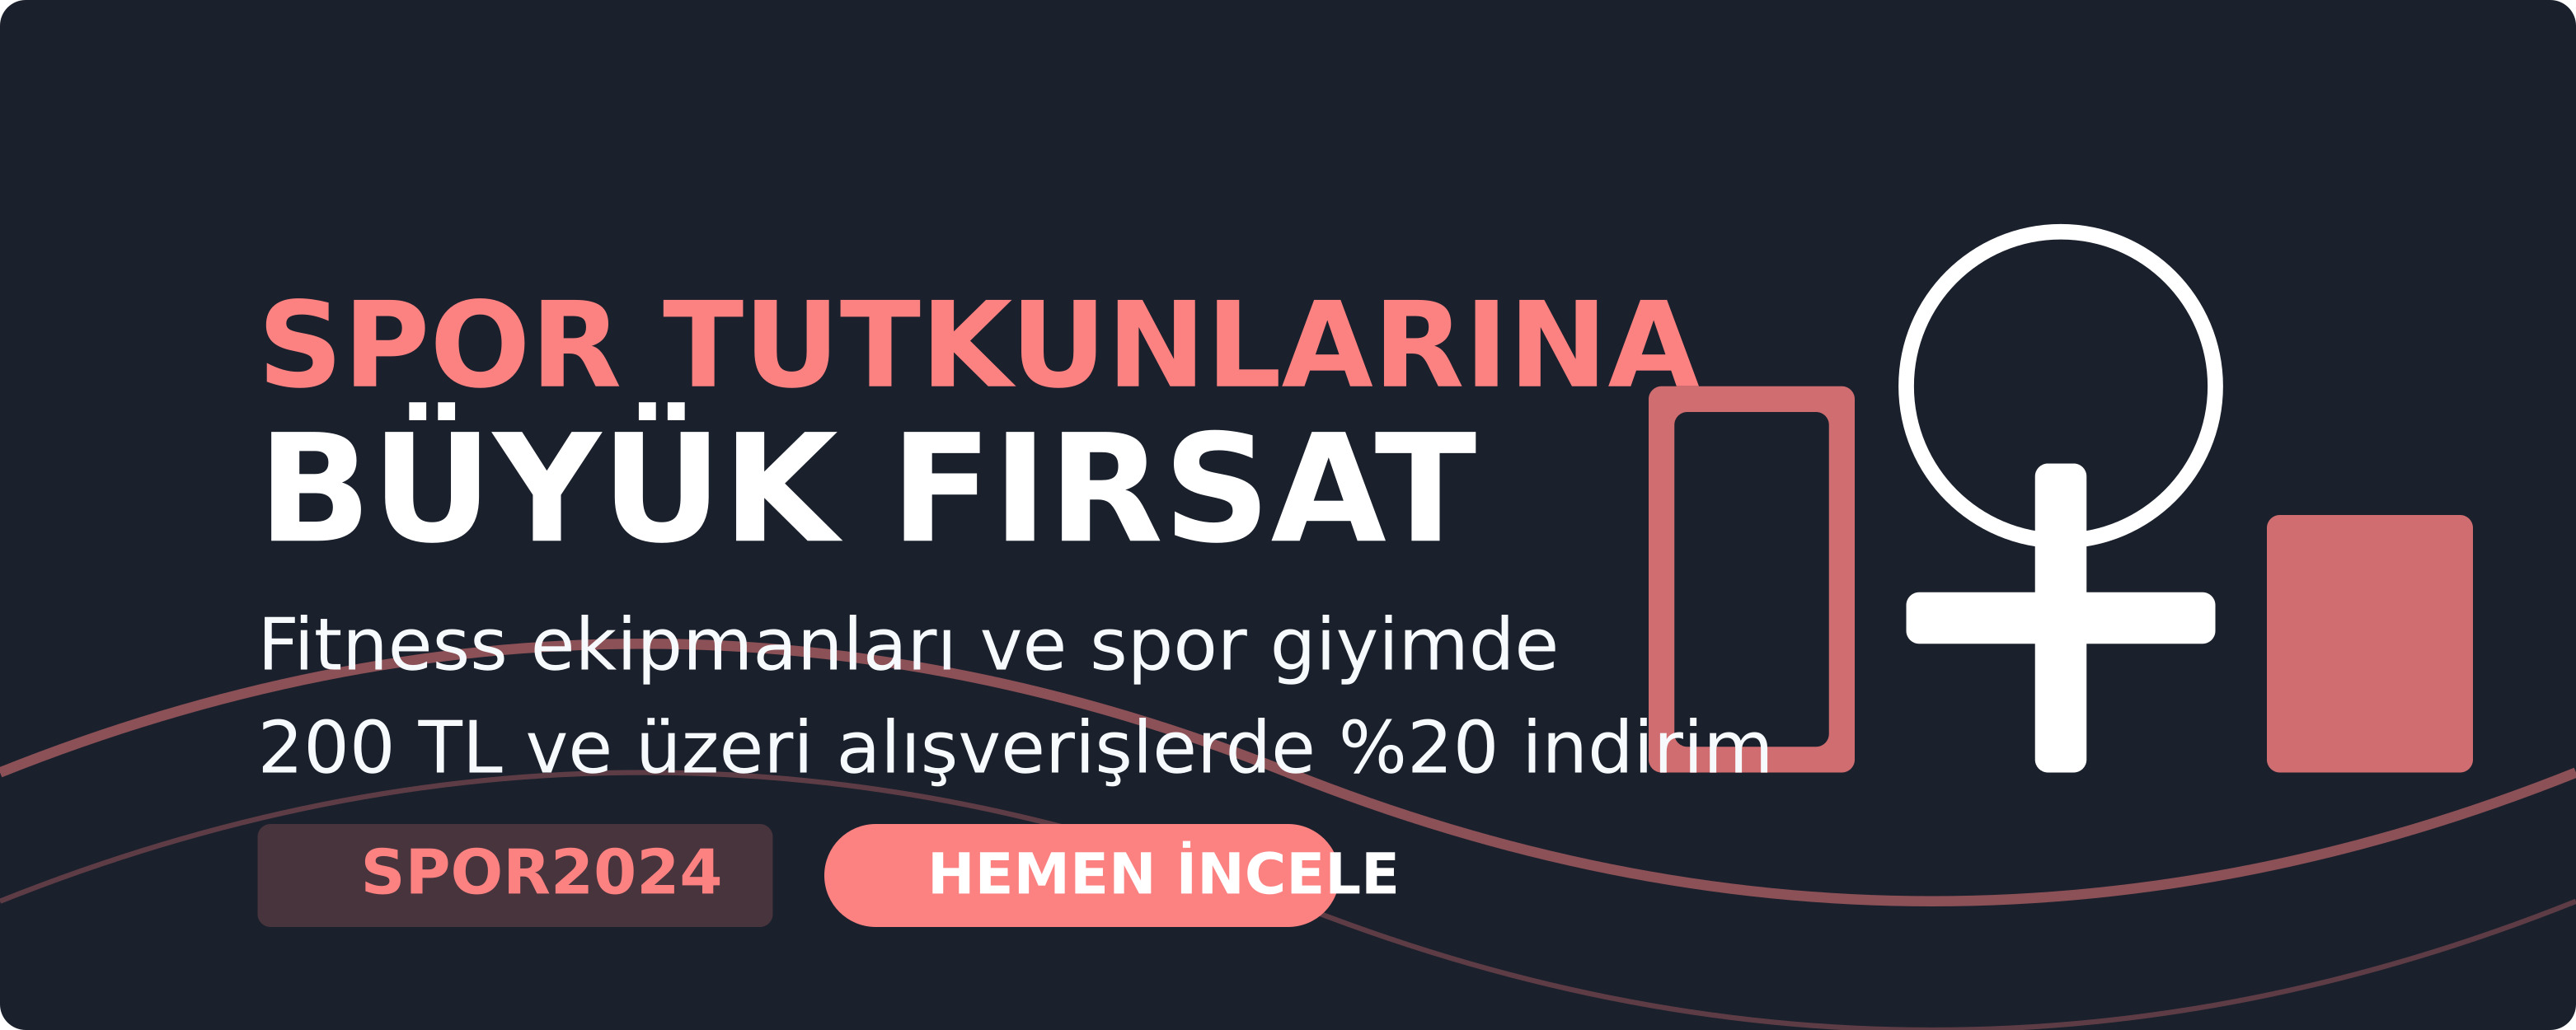 SPOR TUTKUNLARINA
BÜYÜK FIRSAT
Fitness ekipmanları ve spor giyimde
200 TL ve üzeri alışverişlerde %20 indirim
SPOR2024
HEMEN İNCELE